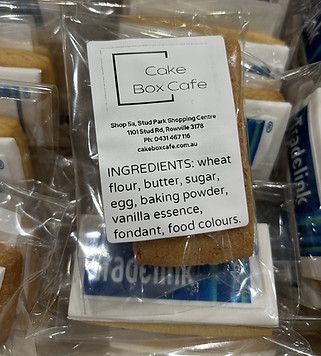 Cake
Box Cafe
Shop 5a, Stud Park Shopping Centre
1101 Stud Rd, Rowville 3178
Ph: 0431 467 116
cakeboxcafe.com.au
INGREDIENTS: wheat
flour, butter, sugar,
egg, baking powder,
vanilla essence,
fondant, food colours.
Tradelink
Tradelink